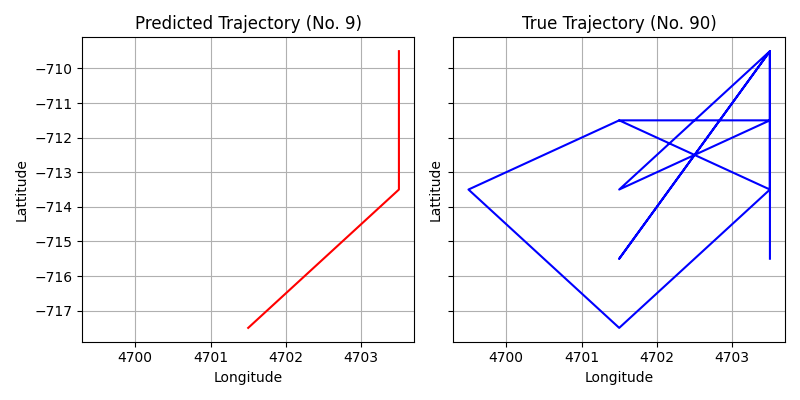 Predicted Trajectory (No. 9)
True Trajectory (No. 90)
Lattitude
−710
−711
−712
−713
−714
−715
−716
−717
4700
4701
4702
4703
Longitude
Lattitude
4700
4701
4702
4703
Longitude